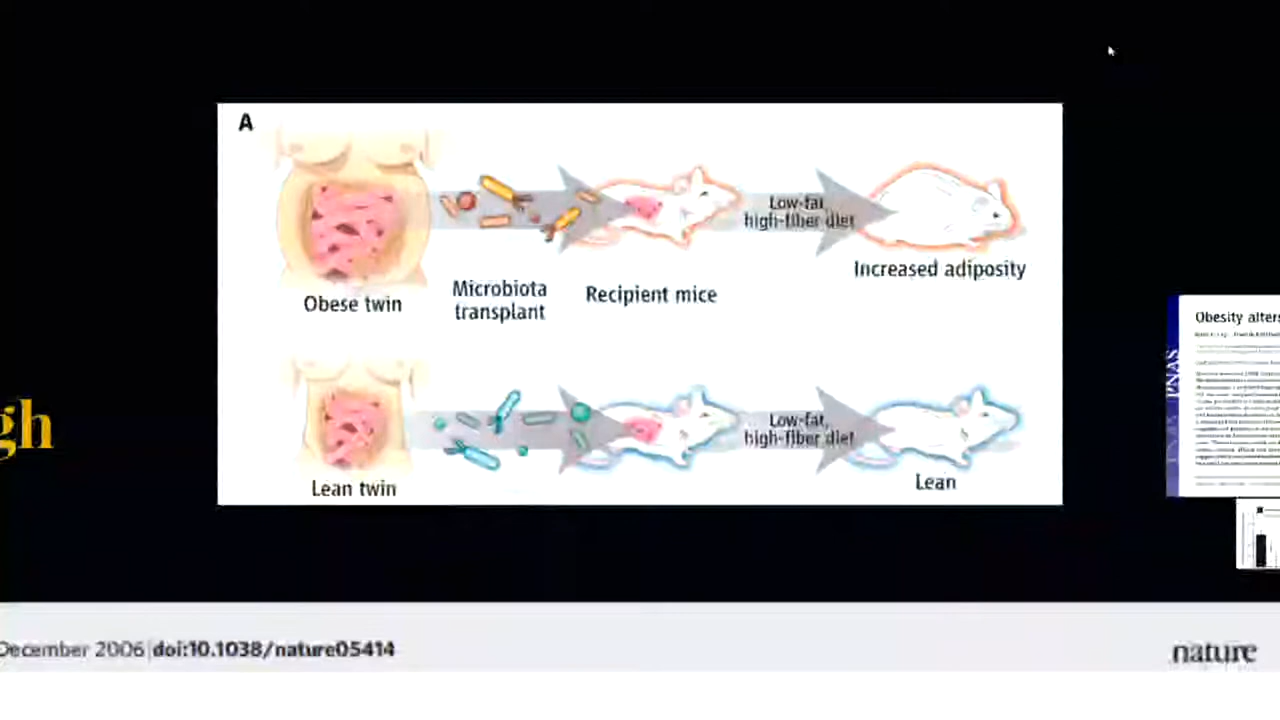 A
Low-fat,
high-fiber diet
Increased adiposity
Obese twin
Microbiota
transplant
Recipient mice
Low-fat,
high-fiber diet
Lean twin
Lean
gh
Obesity alters
PNAS
December 2006 doi:10.1038/nature05414
nature